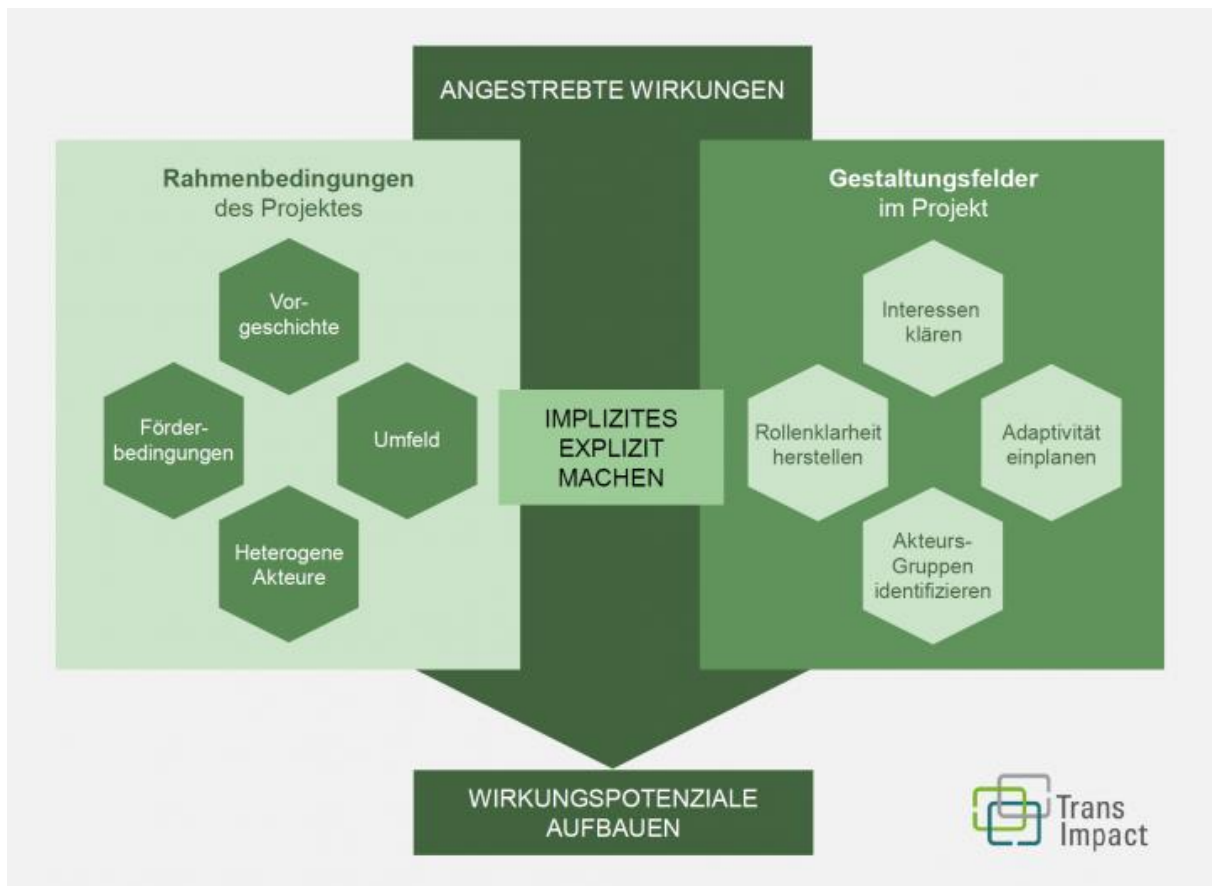 ANGESTREBTE WIRKUNGEN
Rahmenbedingungen
des Projektes
Vor-
geschichte
Förder-
bedingungen
Umfeld
Heterogene
Akteure
IMPLIZITES
EXPLIZIT
MACHEN
Gestaltungsfelder
im Projekt
Interessen
klären
Rollenklarheit
herstellen
Adaptivität
einplanen
Akteurs-
Gruppen
identifizieren
WIRKUNGSPOTENZIALE
AUFBAUEN
Trans
Impact